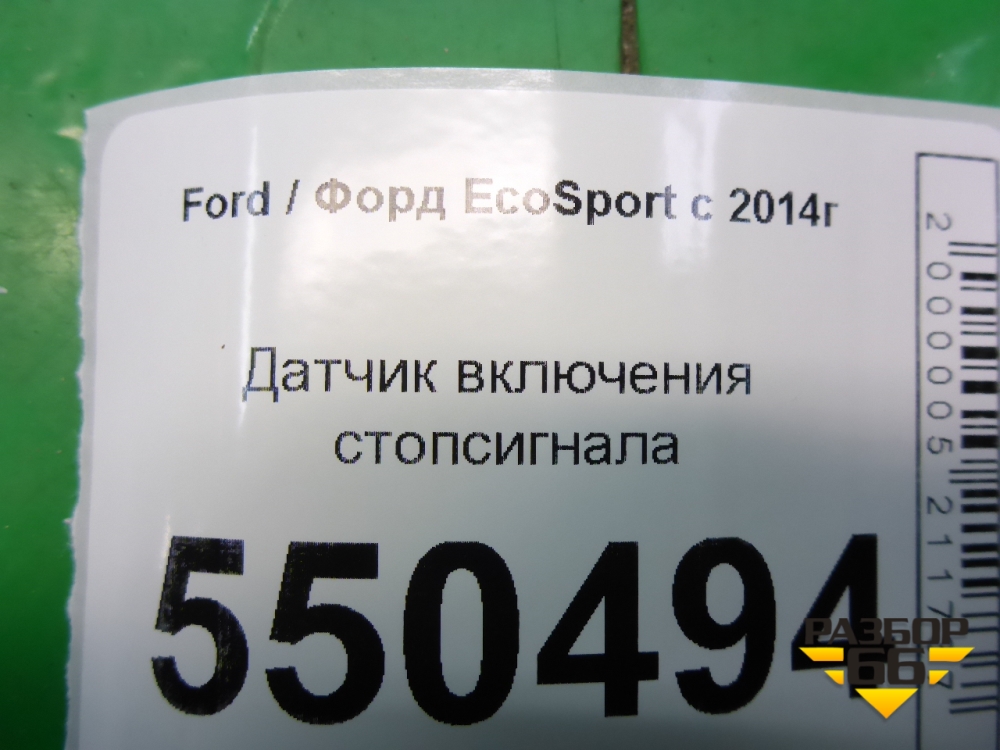 Ford / Форд EcoSport с 2014г
Датчик включения
стопсигнала
550494
РАЗБОР
66